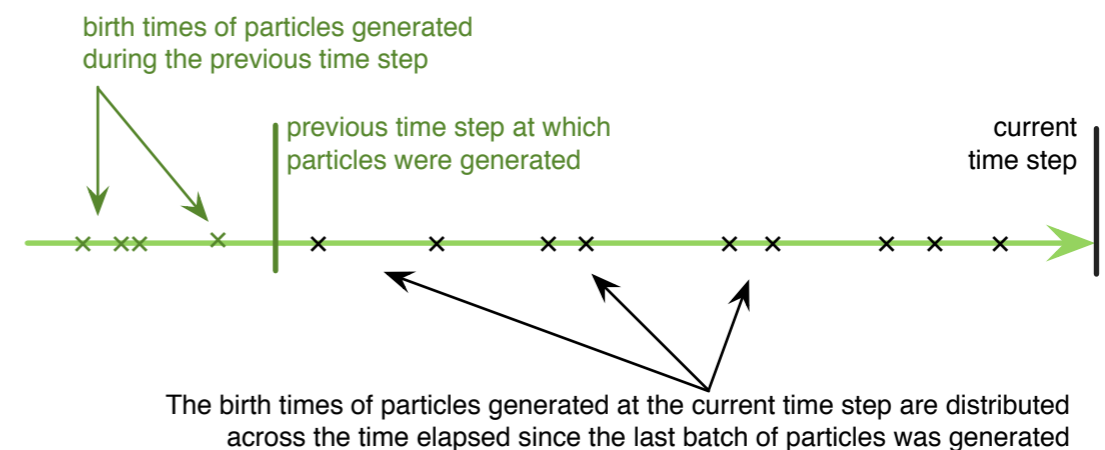 birth times of particles generated
during the previous time step
previous time step at which
particles were generated
current
time step
The birth times of particles generated at the current time step are distributed
across the time elapsed since the last batch of particles was generated